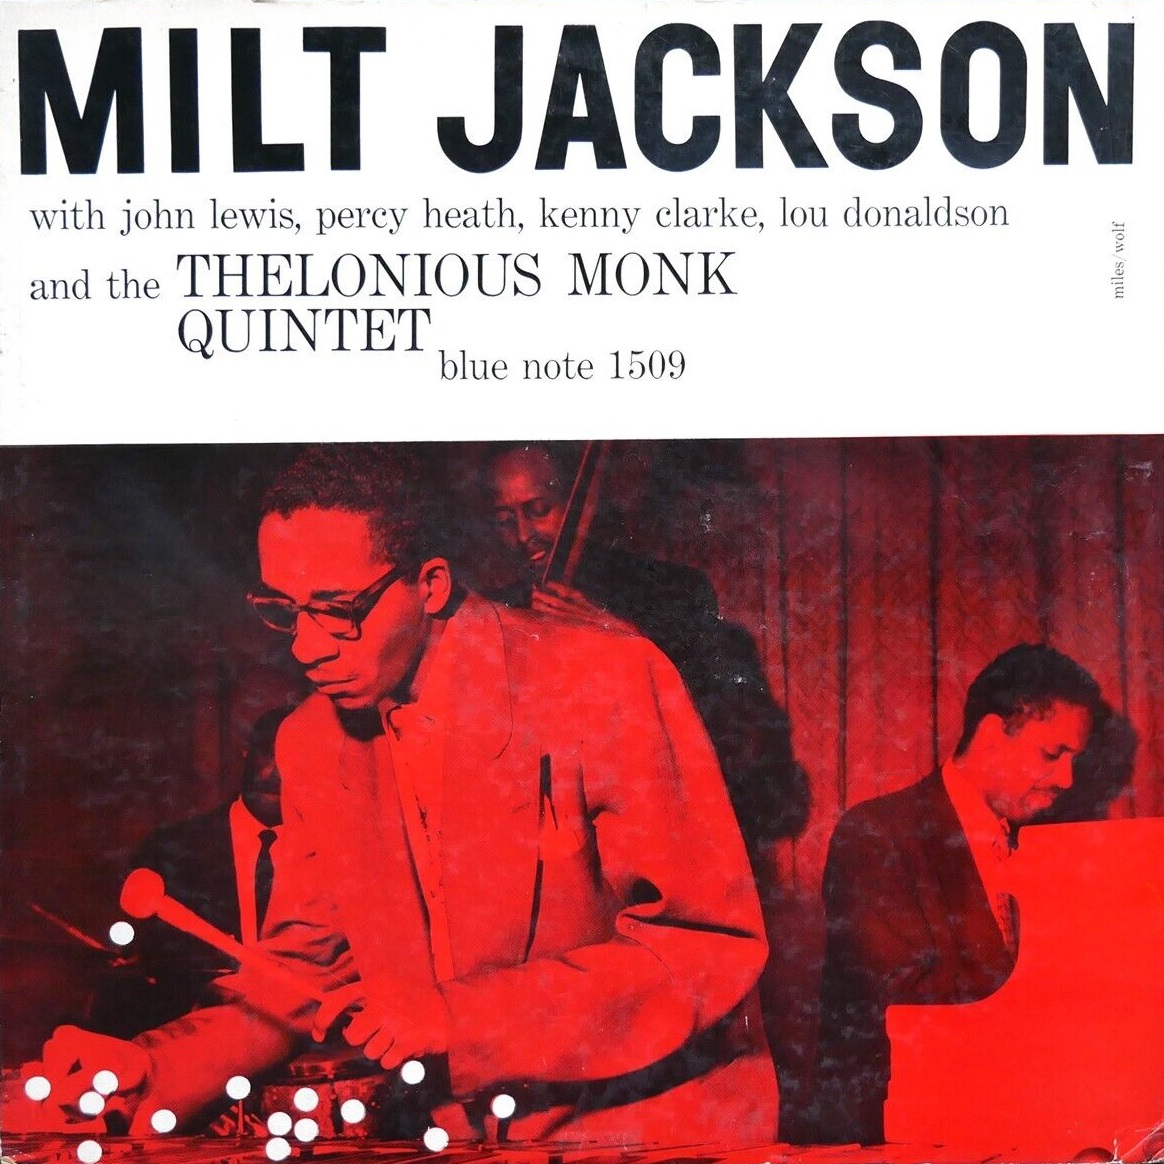 MILT JACKSON
with john lewis, percy heath, kenny clarke, lou donaldson
and the THELONIOUS MONK
QUINTET
blue note 1509
miles/wolf